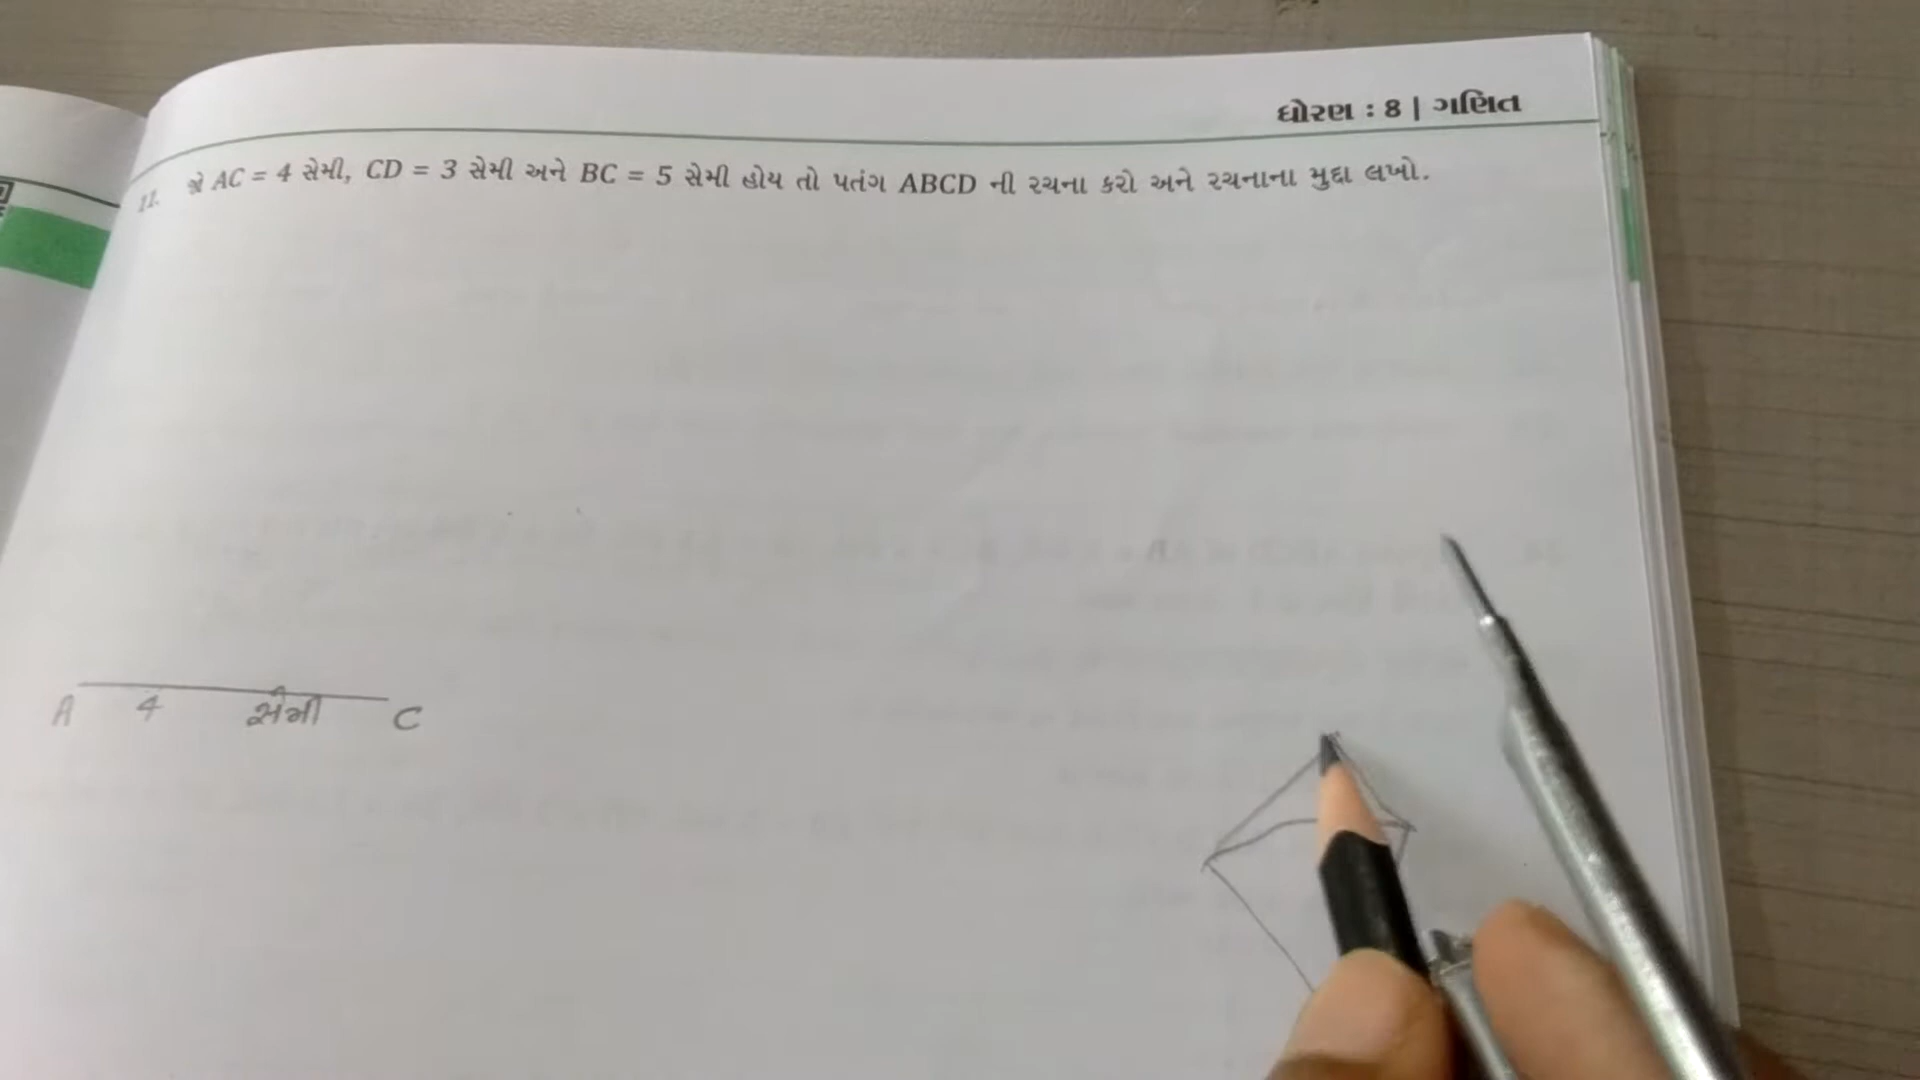 ધોરણ : 8 | ગણિત
11. જો AC = 4 સેમી, CD = 3 સેમી અને BC = 5 સેમી હોય તો પતંગ ABCD ની રચના કરો અને રચનાના મુદ્દા લખો.
A 4 સેમી C